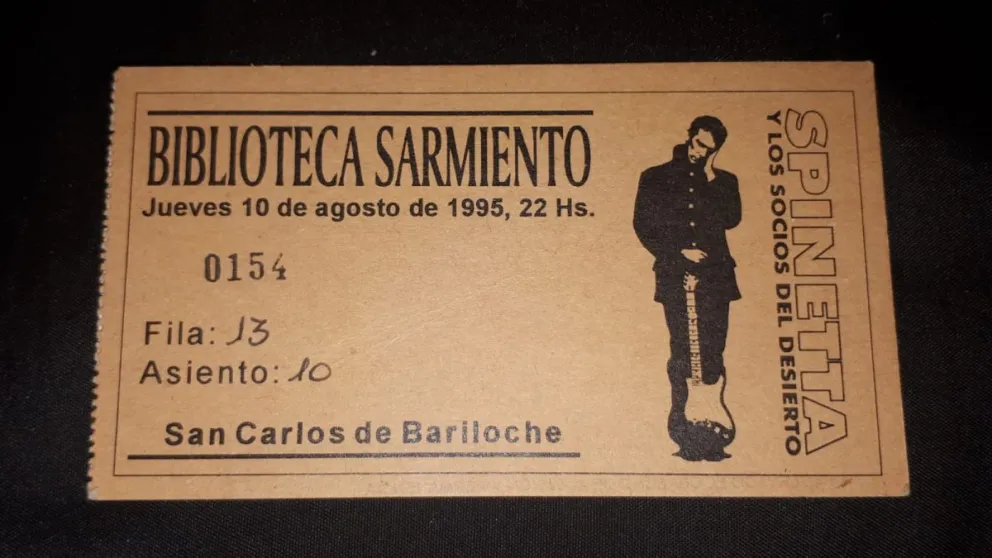 BIBLIOTECA SARMIENTO
Jueves 10 de agosto de 1995, 22 Hs.
0154
Fila: 13
Asiento: 10
San Carlos de Bariloche
SPINETTA
Y LOS SOCIOS DEL DESIERTO